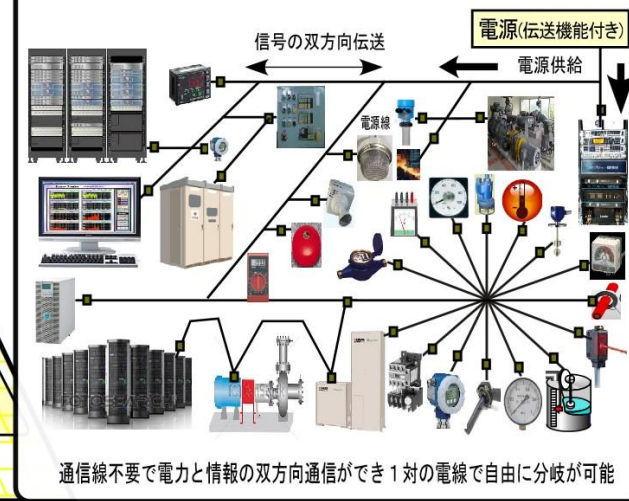 電源(伝送機能付き)
信号の双方向伝送
電源供給
電源線
通信線不要で電力と情報の双方向通信ができ1対の電線で自由に分岐が可能